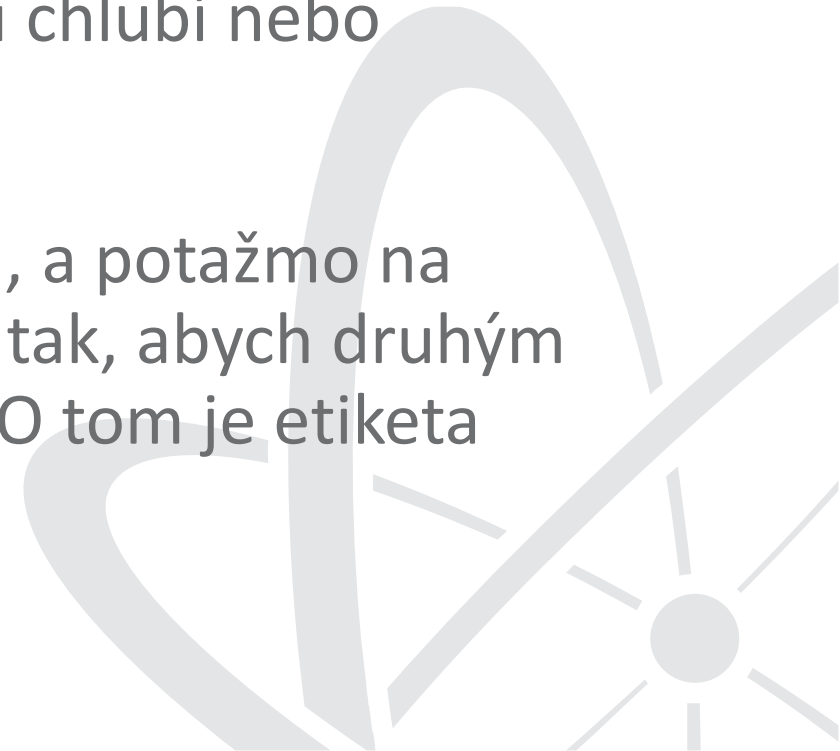 chlubí nebo
, a potažmo na
tak, abych druhým
O tom je etiketa